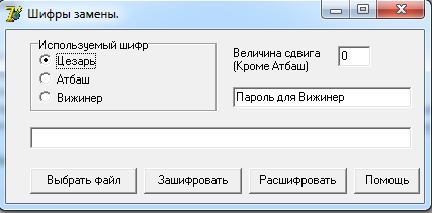 Шифры замены.
Используемый шифр
Цезарь
Атбаш
Вижинер
Величина сдвига
(Кроме Атбаш)
0
Пароль для Вижинер
Выбрать файл
Зашифровать
Расшифровать
Помощь